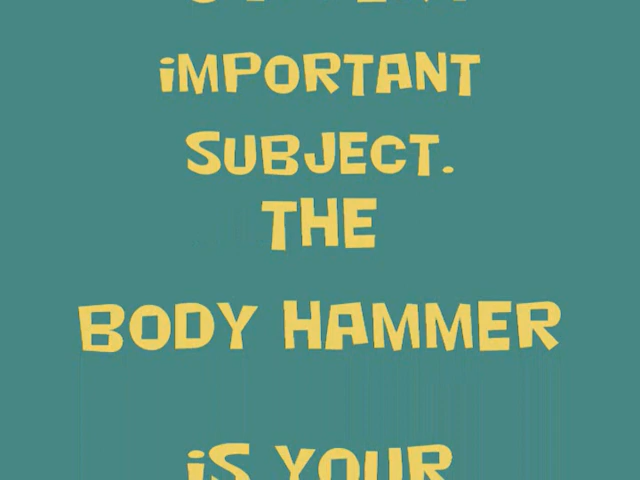 iMPORTANT
SUBJECT.
THE
BODY HAMMER
iS YOUR